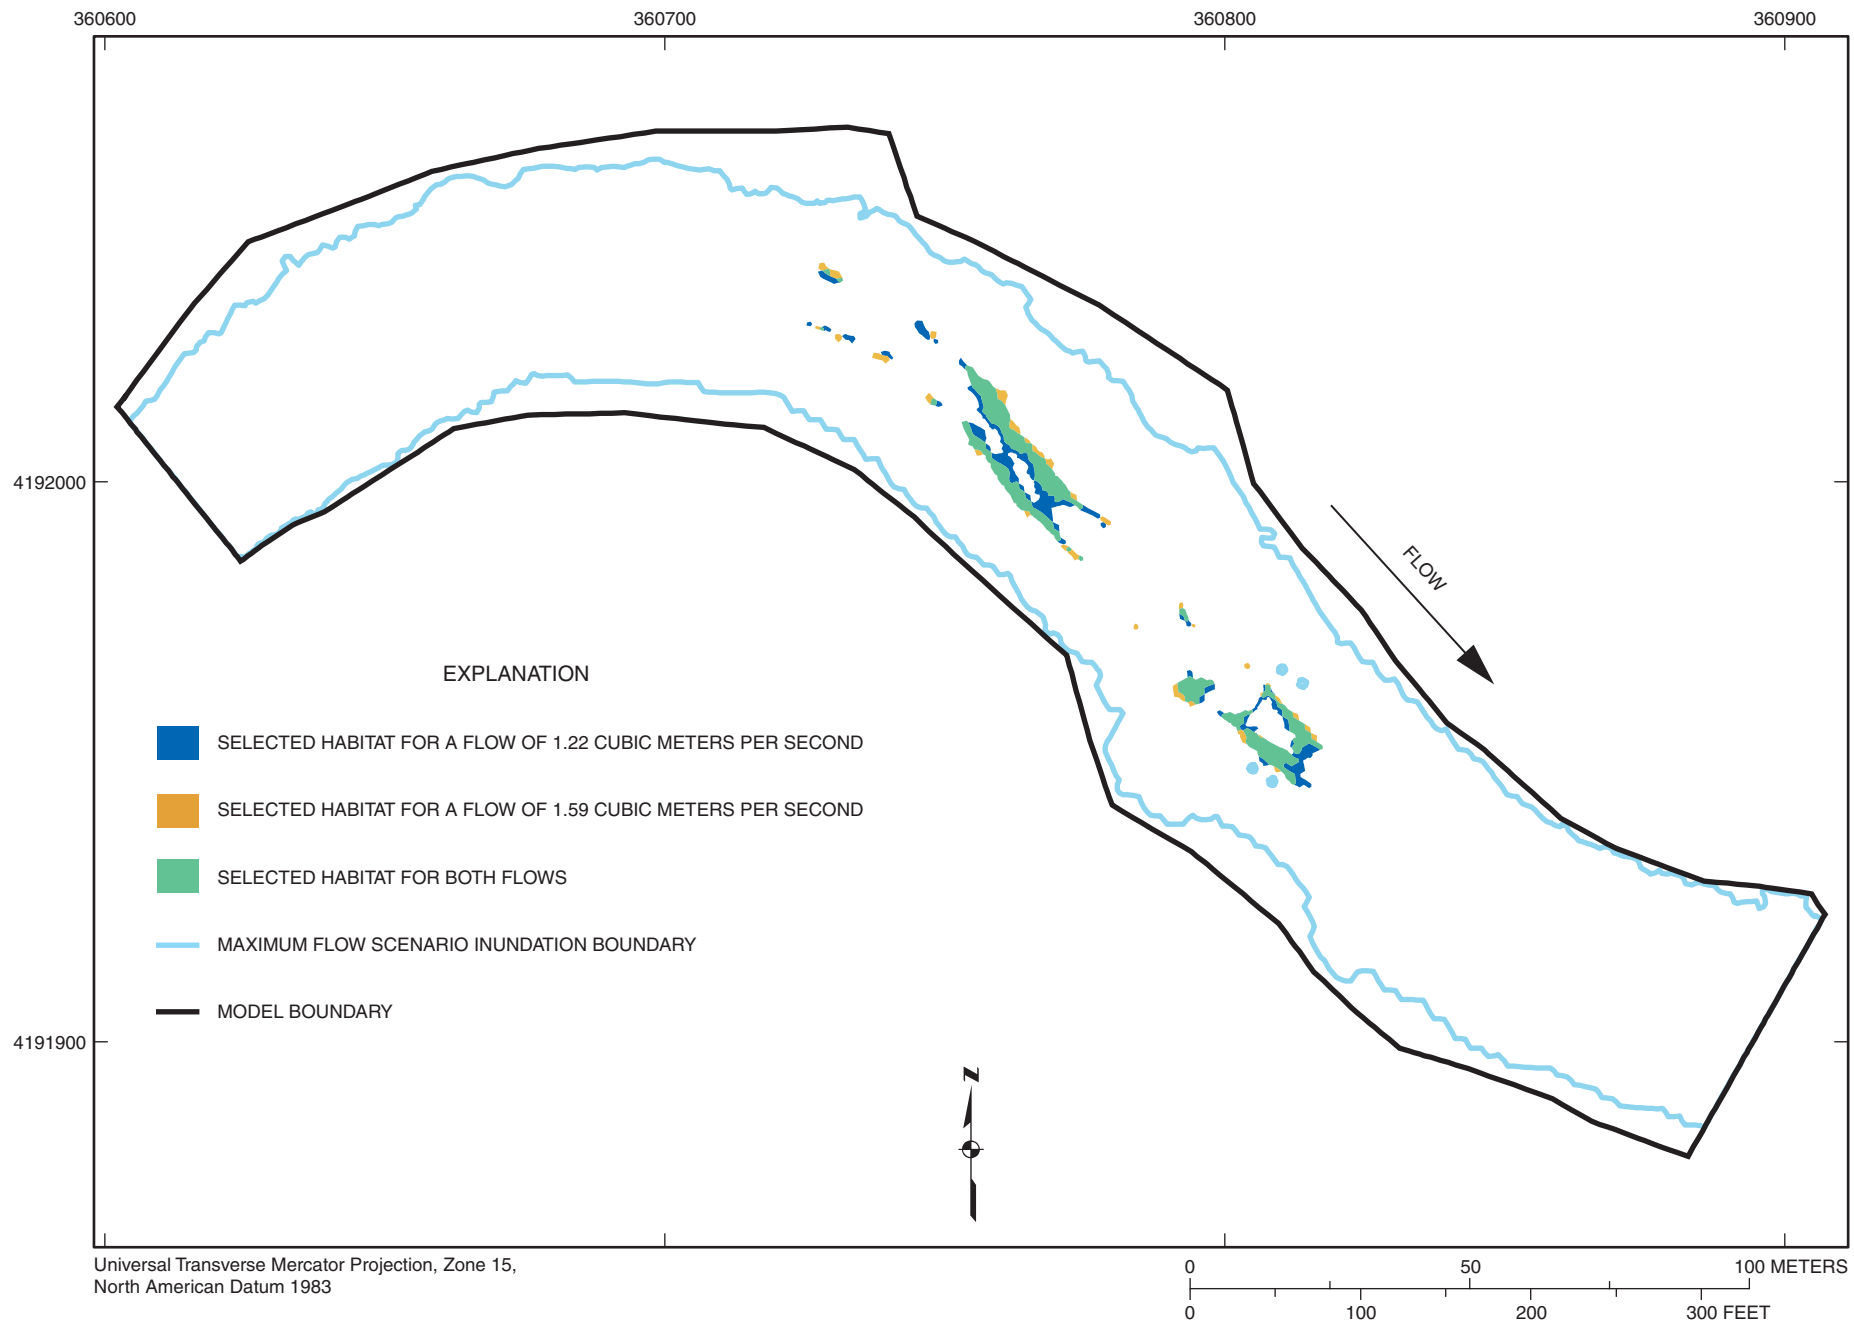 360600 360700 360800 360900
4192000
FLOW
EXPLANATION
SELECTED HABITAT FOR A FLOW OF 1.22 CUBIC METERS PER SECOND
SELECTED HABITAT FOR A FLOW OF 1.59 CUBIC METERS PER SECOND
SELECTED HABITAT FOR BOTH FLOWS
MAXIMUM FLOW SCENARIO INUNDATION BOUNDARY
MODEL BOUNDARY
4191900
N
Universal Transverse Mercator Projection, Zone 15,
North American Datum 1983
0 50 100 METERS
0 100 200 300 FEET